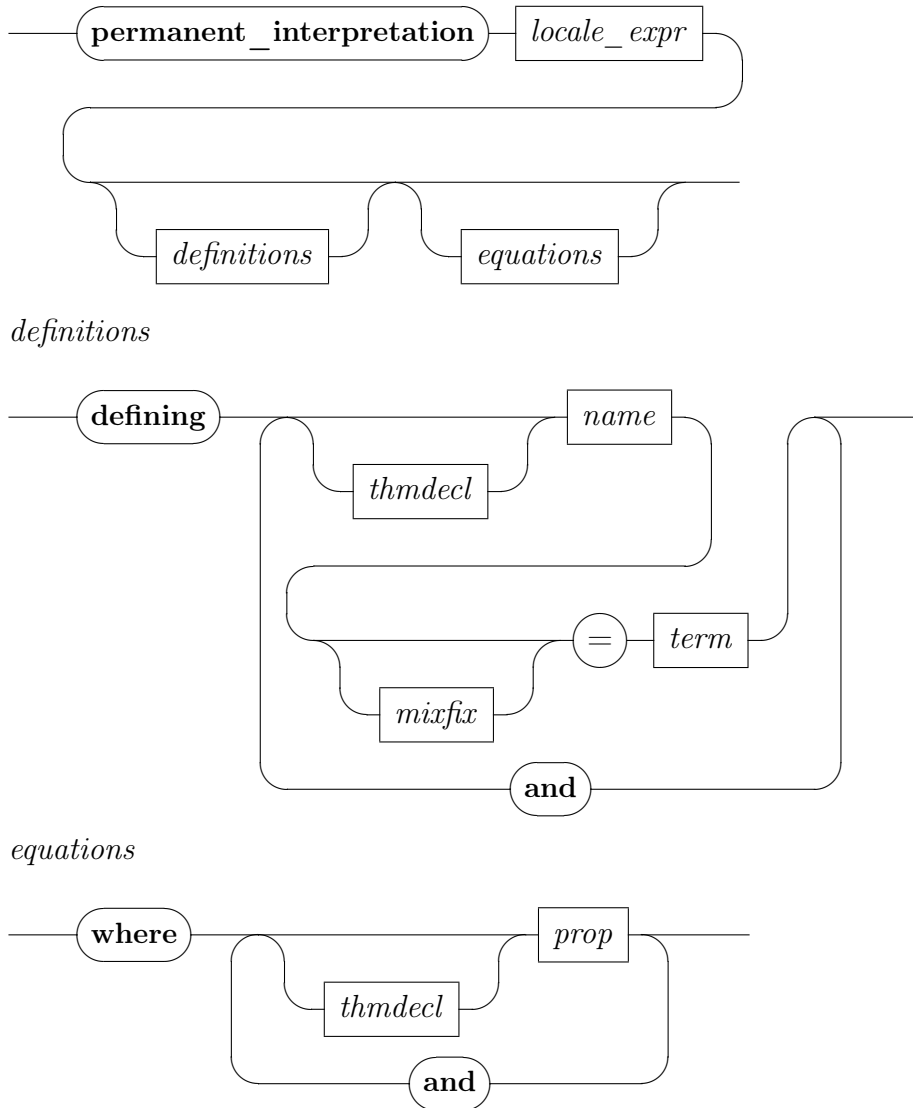 permanent_interpretation locale_expr
definitions equations
definitions
defining name
thmdecl
= term
mixfix
and
equations
where prop
thmdecl
and